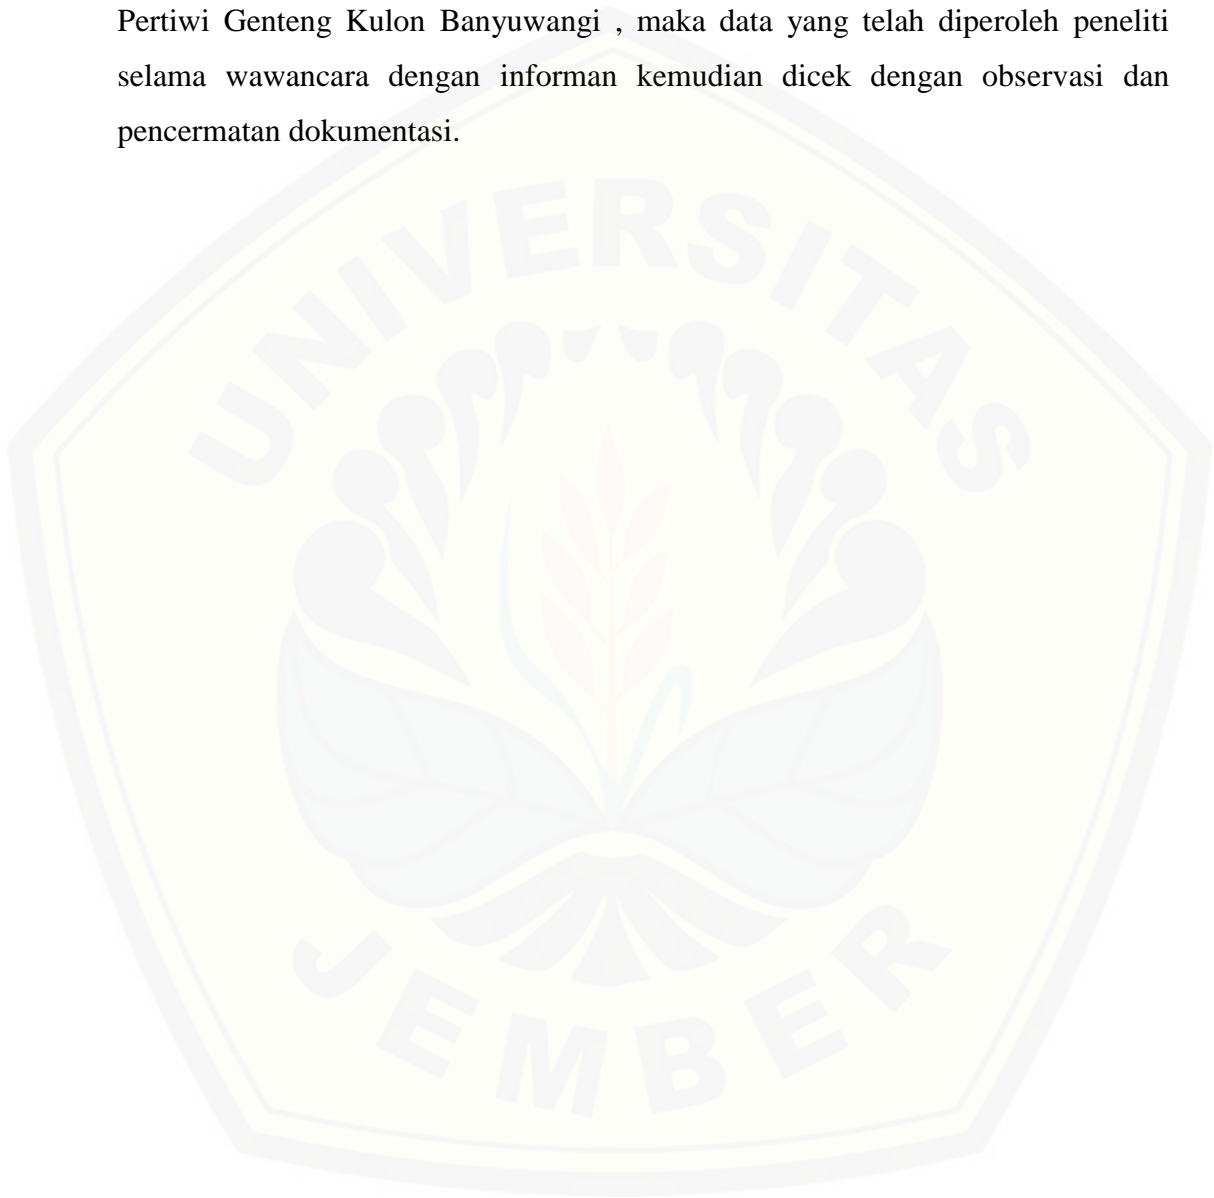 Pertiwi Genteng Kulon Banyuwangi , maka data yang telah diperoleh peneliti
selama wawancara dengan informan kemudian dicek dengan observasi dan
pencermatan dokumentasi.
UNIVERSITAS
JEMBER